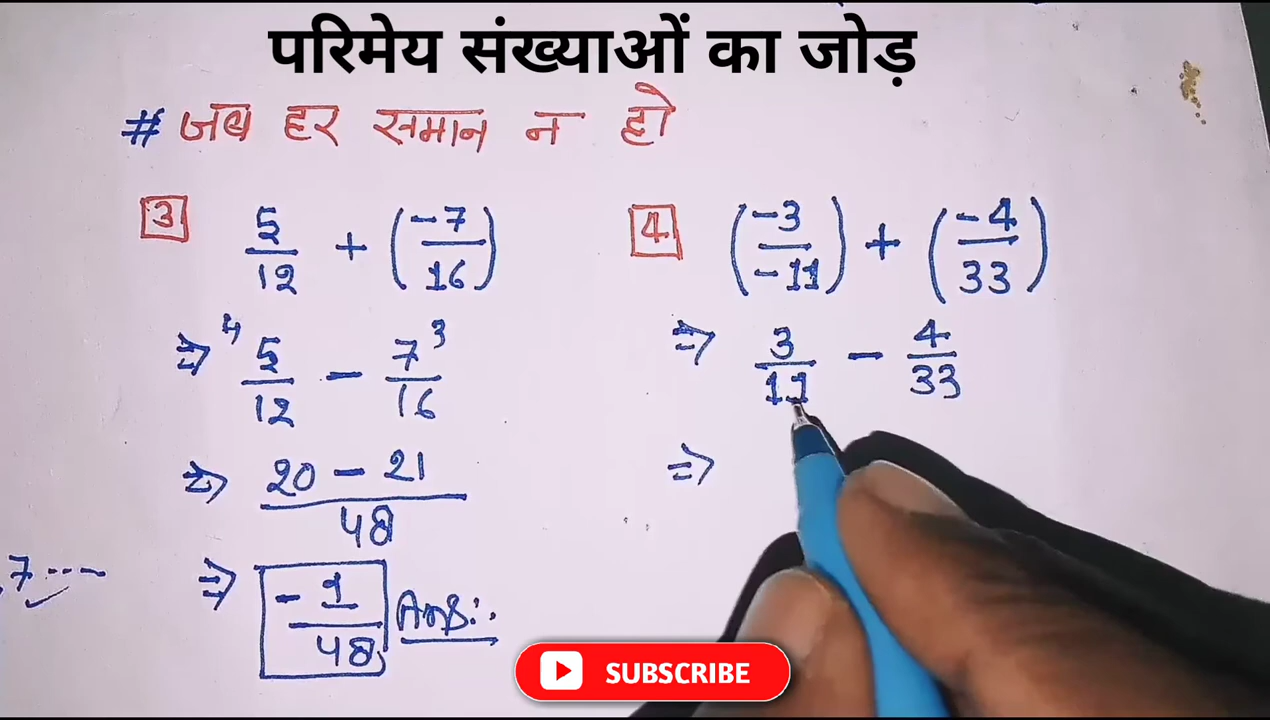 परिमेय संख्याओं का जोड़
# जब हर समान न हो
3 5/12 + (-7/16)
⇒ 4 5/12 - 7/16 3
⇒ 20 - 21 / 48
⇒ -1/48 Ans:.
7 ----
4 (-3/-11) + (-4/33)
⇒ 3/11 - 4/33
⇒
SUBSCRIBE